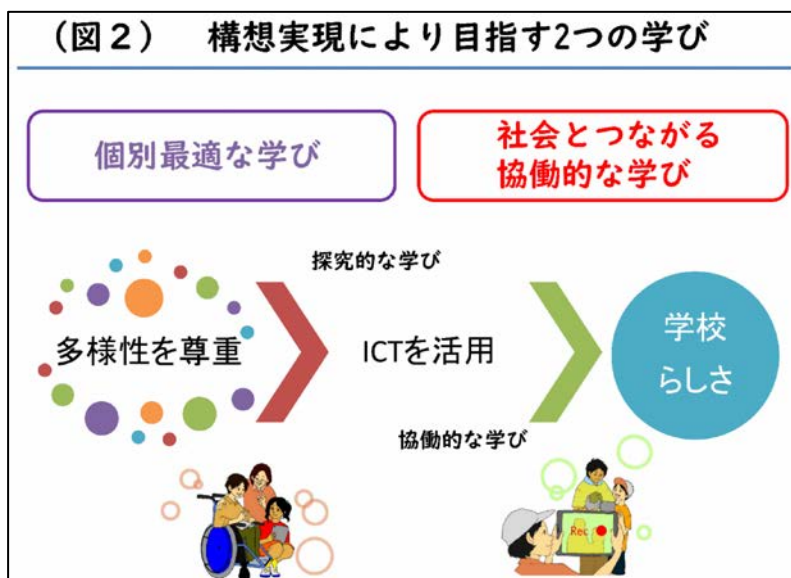 （図２）　構想実現により目指す2つの学び
個別最適な学び
社会とつながる
協働的な学び
探究的な学び
多様性を尊重
ICTを活用
学校
らしさ
協働的な学び
Rec